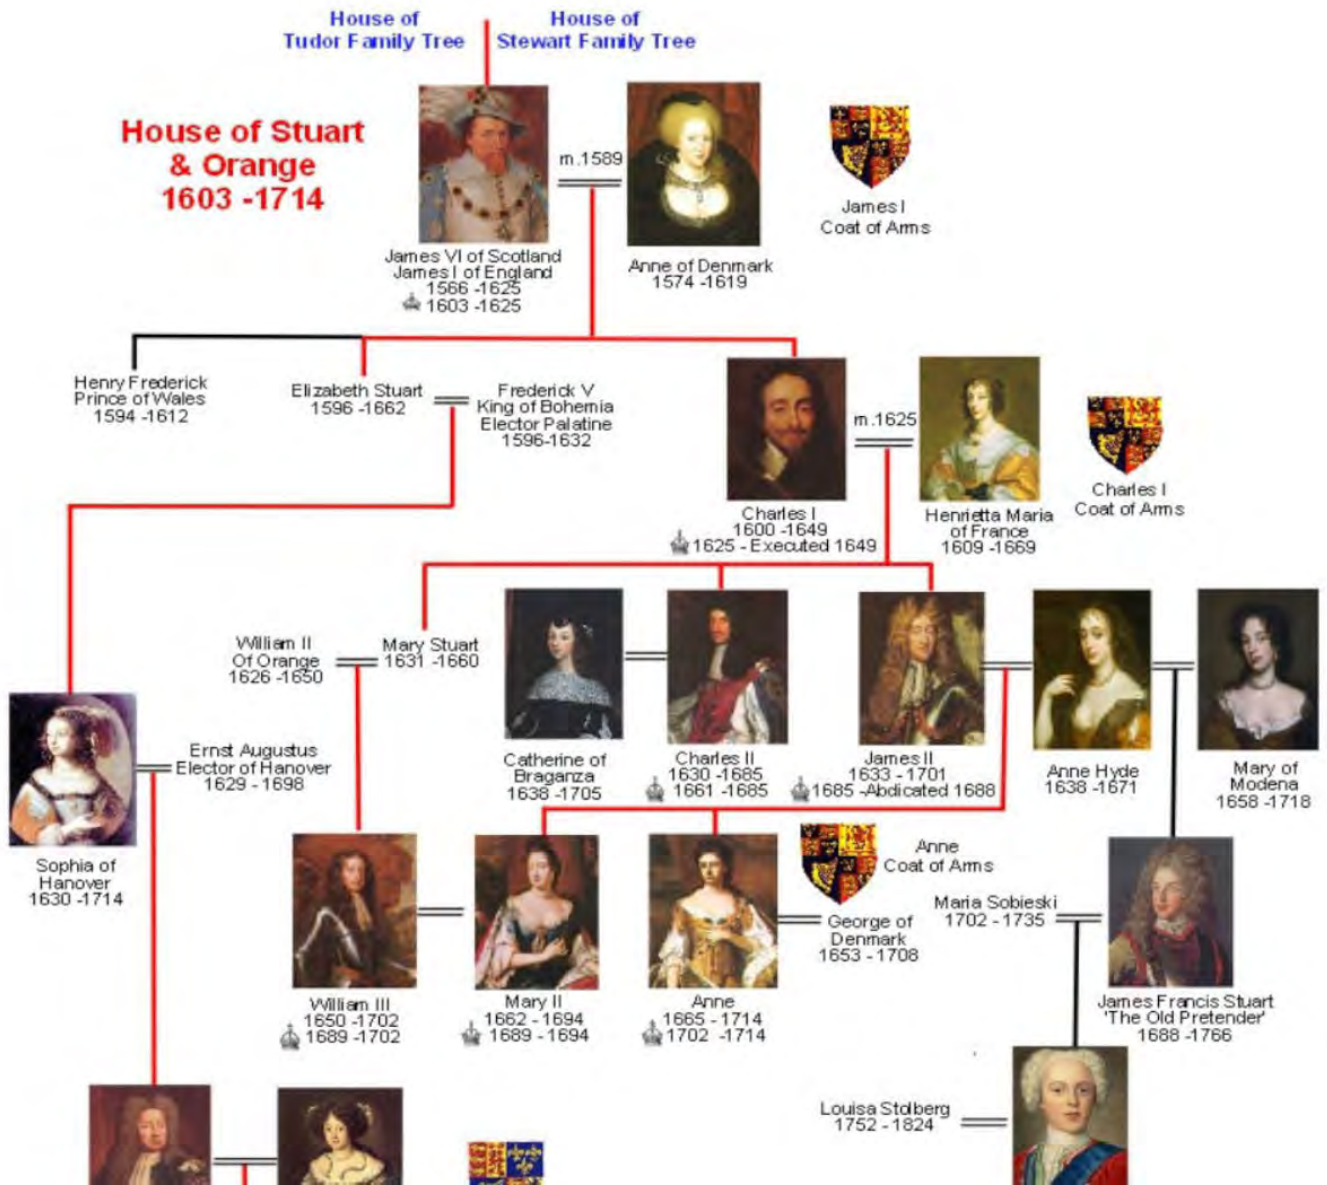 House of
Tudor Family Tree
House of
Stewart Family Tree
House of Stuart
& Orange
1603 -1714
m.1589
James I
Coat of Arms
James VI of Scotland
James I of England
1566 -1625
1603 -1625
Anne of Denmark
1574 -1619
Henry Frederick
Prince of Wales
1594 -1612
Elizabeth Stuart
1596 -1662
Frederick V
King of Bohemia
Elector Palatine
1596-1632
m.1625
Charles I
1600 -1649
1625 - Executed 1649
Henrietta Maria
of France
1609 -1669
Charles I
Coat of Arms
William II
Of Orange
1626 -1650
Mary Stuart
1631 -1660
Ernst Augustus
Elector of Hanover
1629 - 1698
Catherine of
Braganza
1638 - 1705
Charles II
1630 -1685
1661 -1685
James II
1633 - 1701
1685 -Abdicated 1688
Anne Hyde
1638 -1671
Mary of
Modena
1658 -1718
Sophia of
Hanover
1630 -1714
Anne
Coat of Arms
George of
Denmark
1653 - 1708
Maria Sobieski
1702 - 1735
William III
1650 -1702
1689 -1702
Mary II
1662 - 1694
1689 - 1694
Anne
1665 - 1714
1702 -1714
James Francis Stuart
'The Old Pretender'
1688 -1766
Louisa Stolberg
1752 - 1824